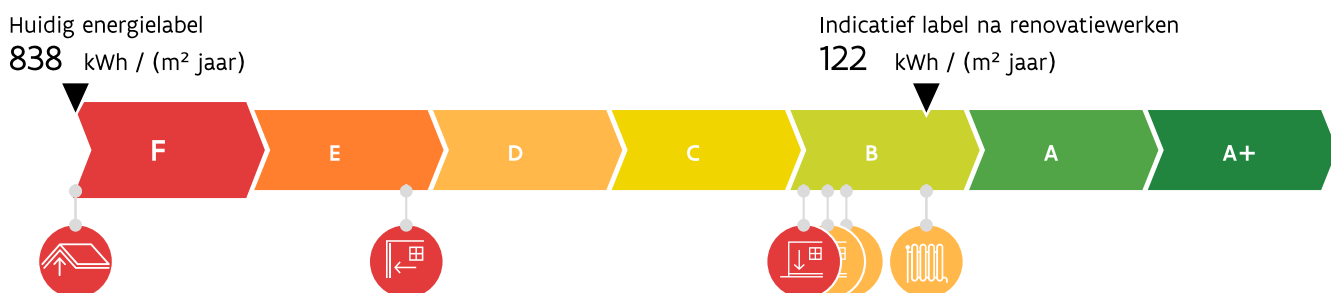 Huidig energielabel
838 kWh / (m² jaar)
Indicatief label na renovatiewerken
122 kWh / (m² jaar)
F E D C B A A+